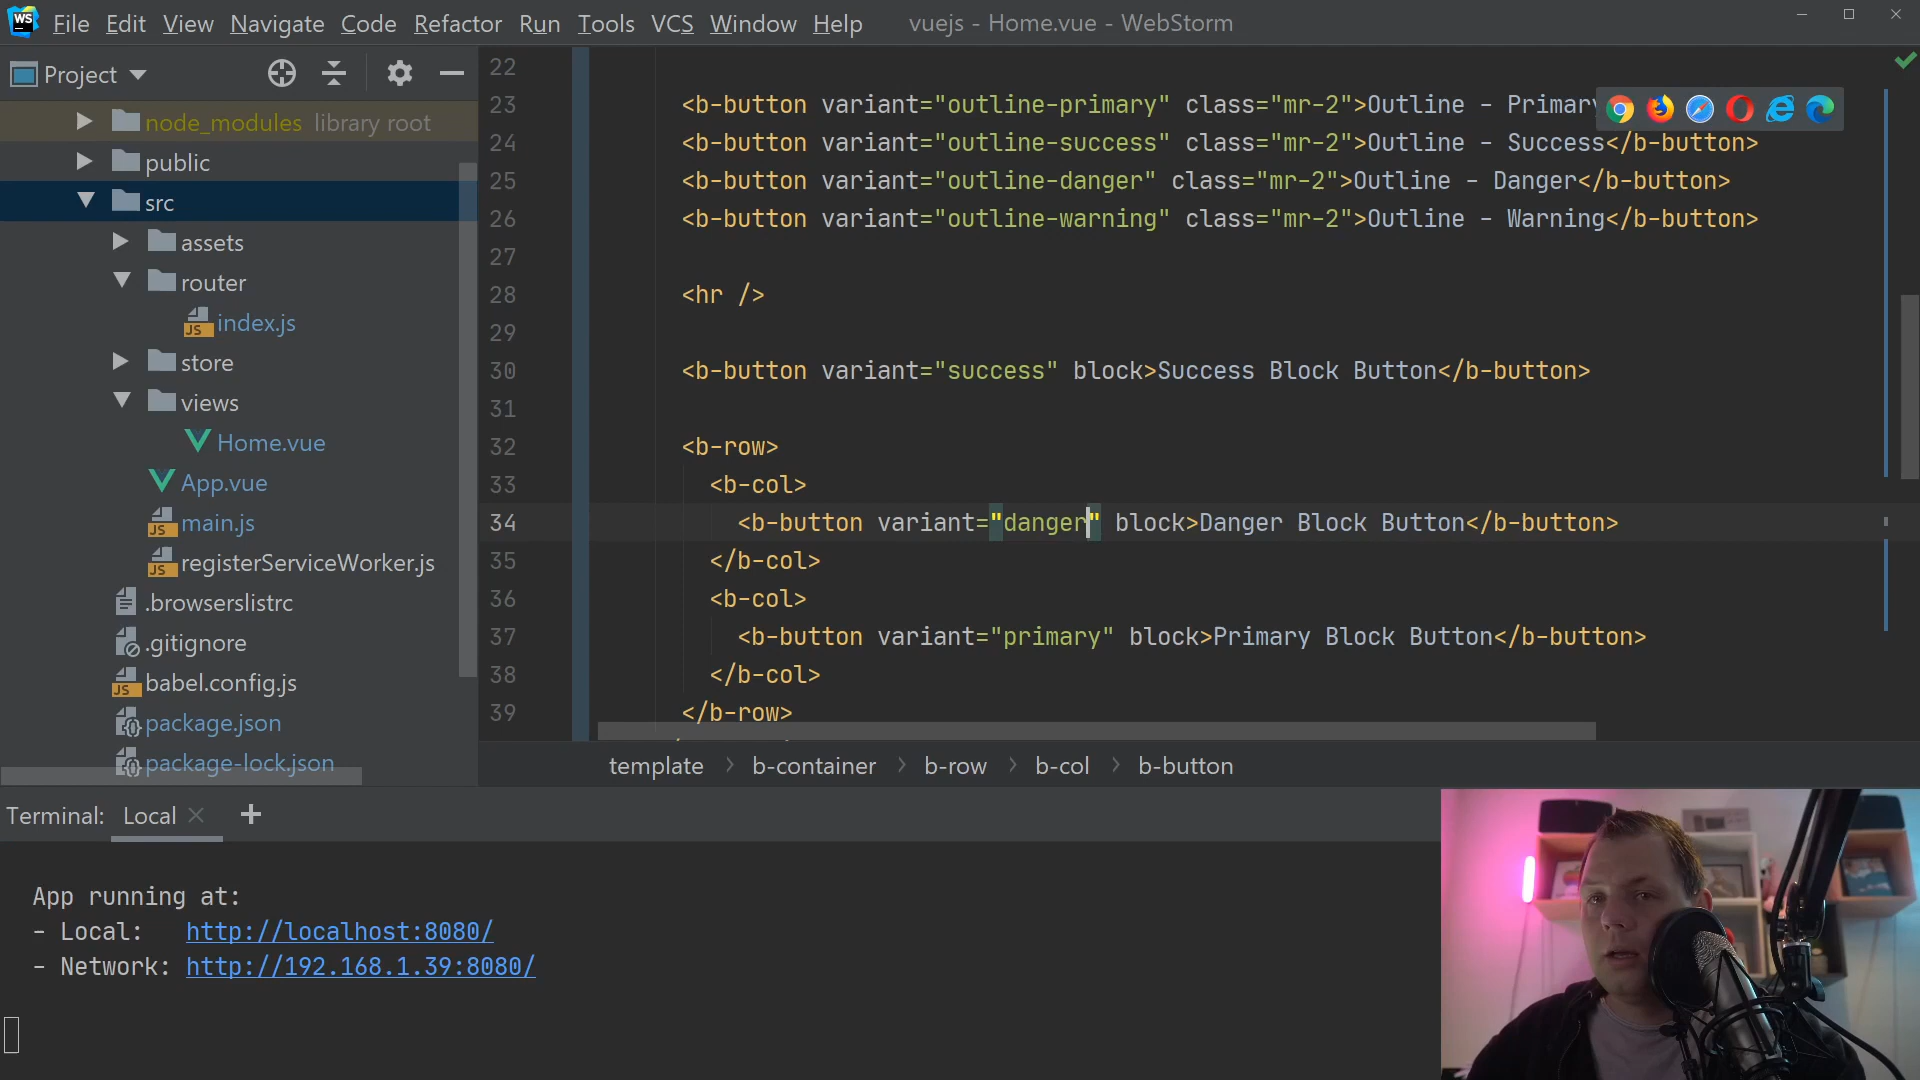 WS File Edit View Navigate Code Refactor Run Tools VCS Window Help vuejs - Home.vue - WebStorm
Project
node_modules library root
public
src
assets
router
JS index.js
store
views
Home.vue
App.vue
JS main.js
JS registerServiceWorker.js
.browserslistrc
.gitignore
JS babel.config.js
package.json
package-lock.json
22
23 <b-button variant="outline-primary" class="mr-2">Outline - Primary
24 <b-button variant="outline-success" class="mr-2">Outline - Success</b-button>
25 <b-button variant="outline-danger" class="mr-2">Outline - Danger</b-button>
26 <b-button variant="outline-warning" class="mr-2">Outline - Warning</b-button>
27
28 <hr />
29
30 <b-button variant="success" block>Success Block Button</b-button>
31
32 <b-row>
33 <b-col>
34 <b-button variant="danger" block>Danger Block Button</b-button>
35 </b-col>
36 <b-col>
37 <b-button variant="primary" block>Primary Block Button</b-button>
38 </b-col>
39 </b-row>
template > b-container > b-row > b-col > b-button
Terminal: Local × +
App running at:
- Local: http://localhost:8080/
- Network: http://192.168.1.39:8080/